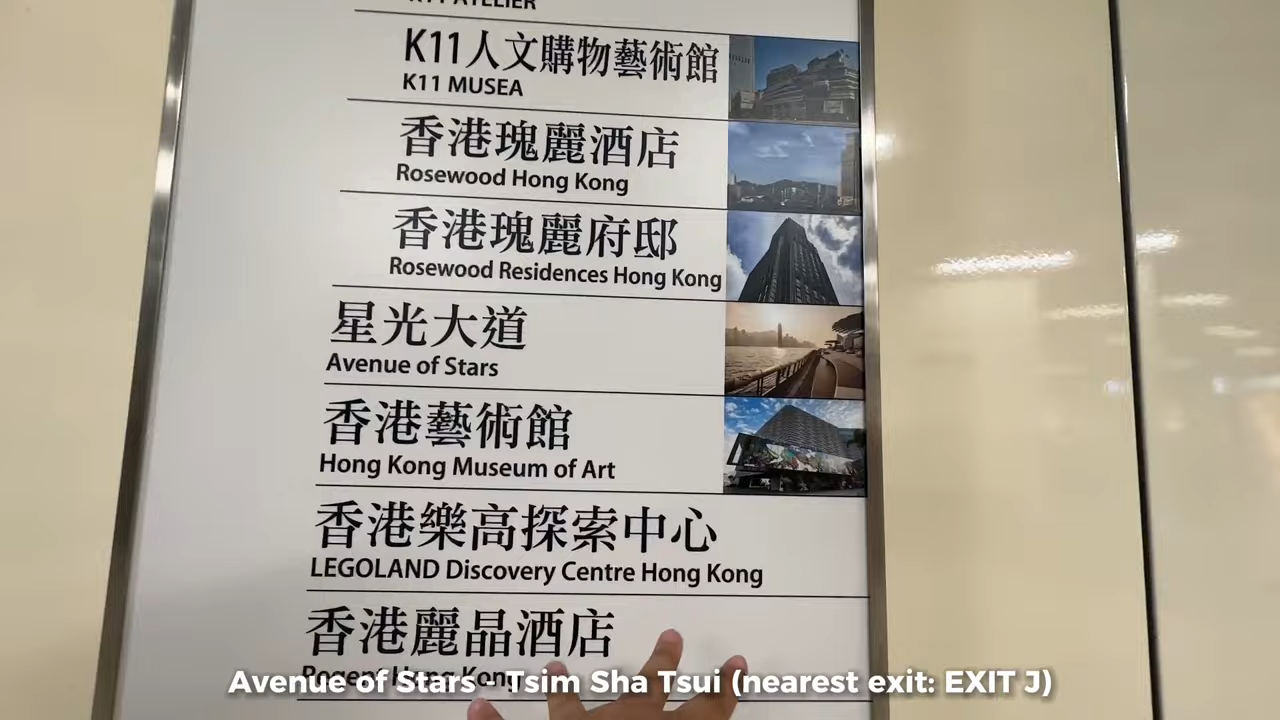 K11 ATELIER
K11人文購物藝術館
K11 MUSEA
香港瑰麗酒店
Rosewood Hong Kong
香港瑰麗府邸
Rosewood Residences Hong Kong
星光大道
Avenue of Stars
香港藝術館
Hong Kong Museum of Art
香港樂高探索中心
LEGOLAND Discovery Centre Hong Kong
香港麗晶酒店
Regent Hong Kong
Avenue of Stars - Tsim Sha Tsui (nearest exit: EXIT J)